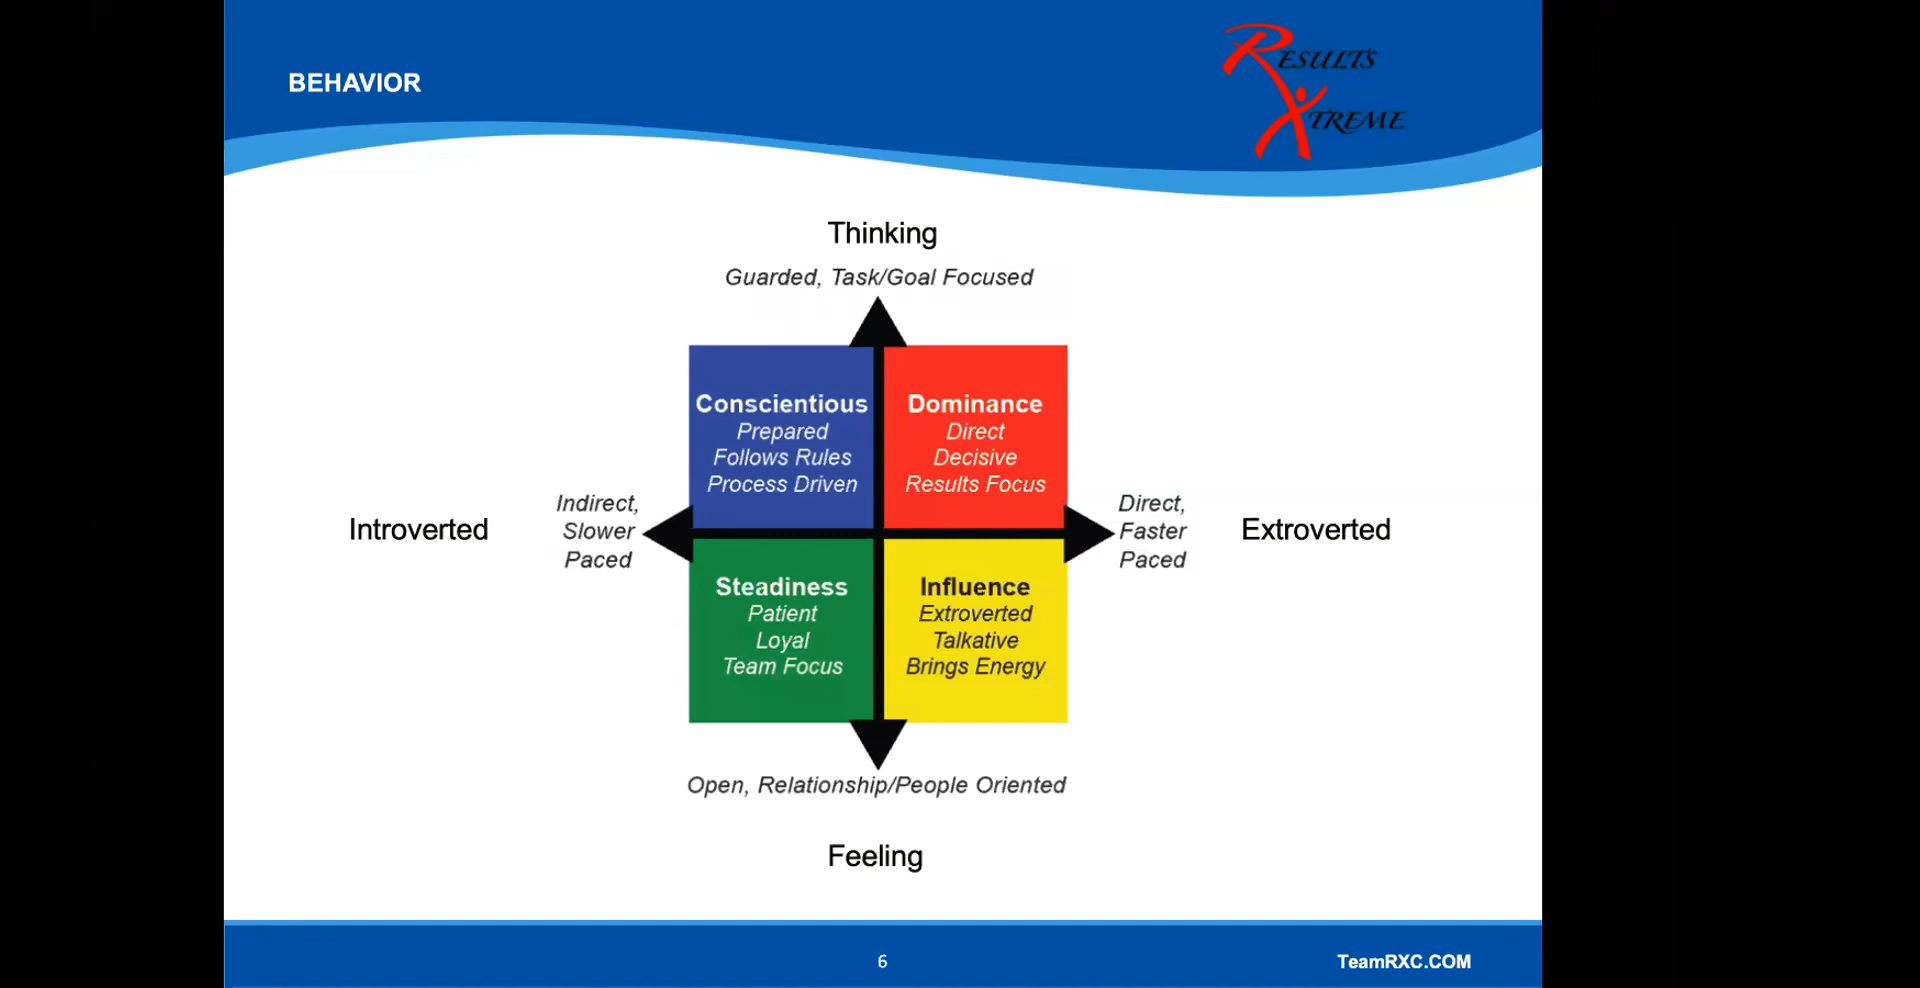 BEHAVIOR
RESULTS
XTREME
Thinking
Guarded, Task/Goal Focused
Conscientious
Prepared
Follows Rules
Process Driven
Dominance
Direct
Decisive
Results Focus
Introverted
Indirect,
Slower
Paced
Direct,
Faster
Paced
Extroverted
Steadiness
Patient
Loyal
Team Focus
Influence
Extroverted
Talkative
Brings Energy
Open, Relationship/People Oriented
Feeling
6
TeamRXC.COM